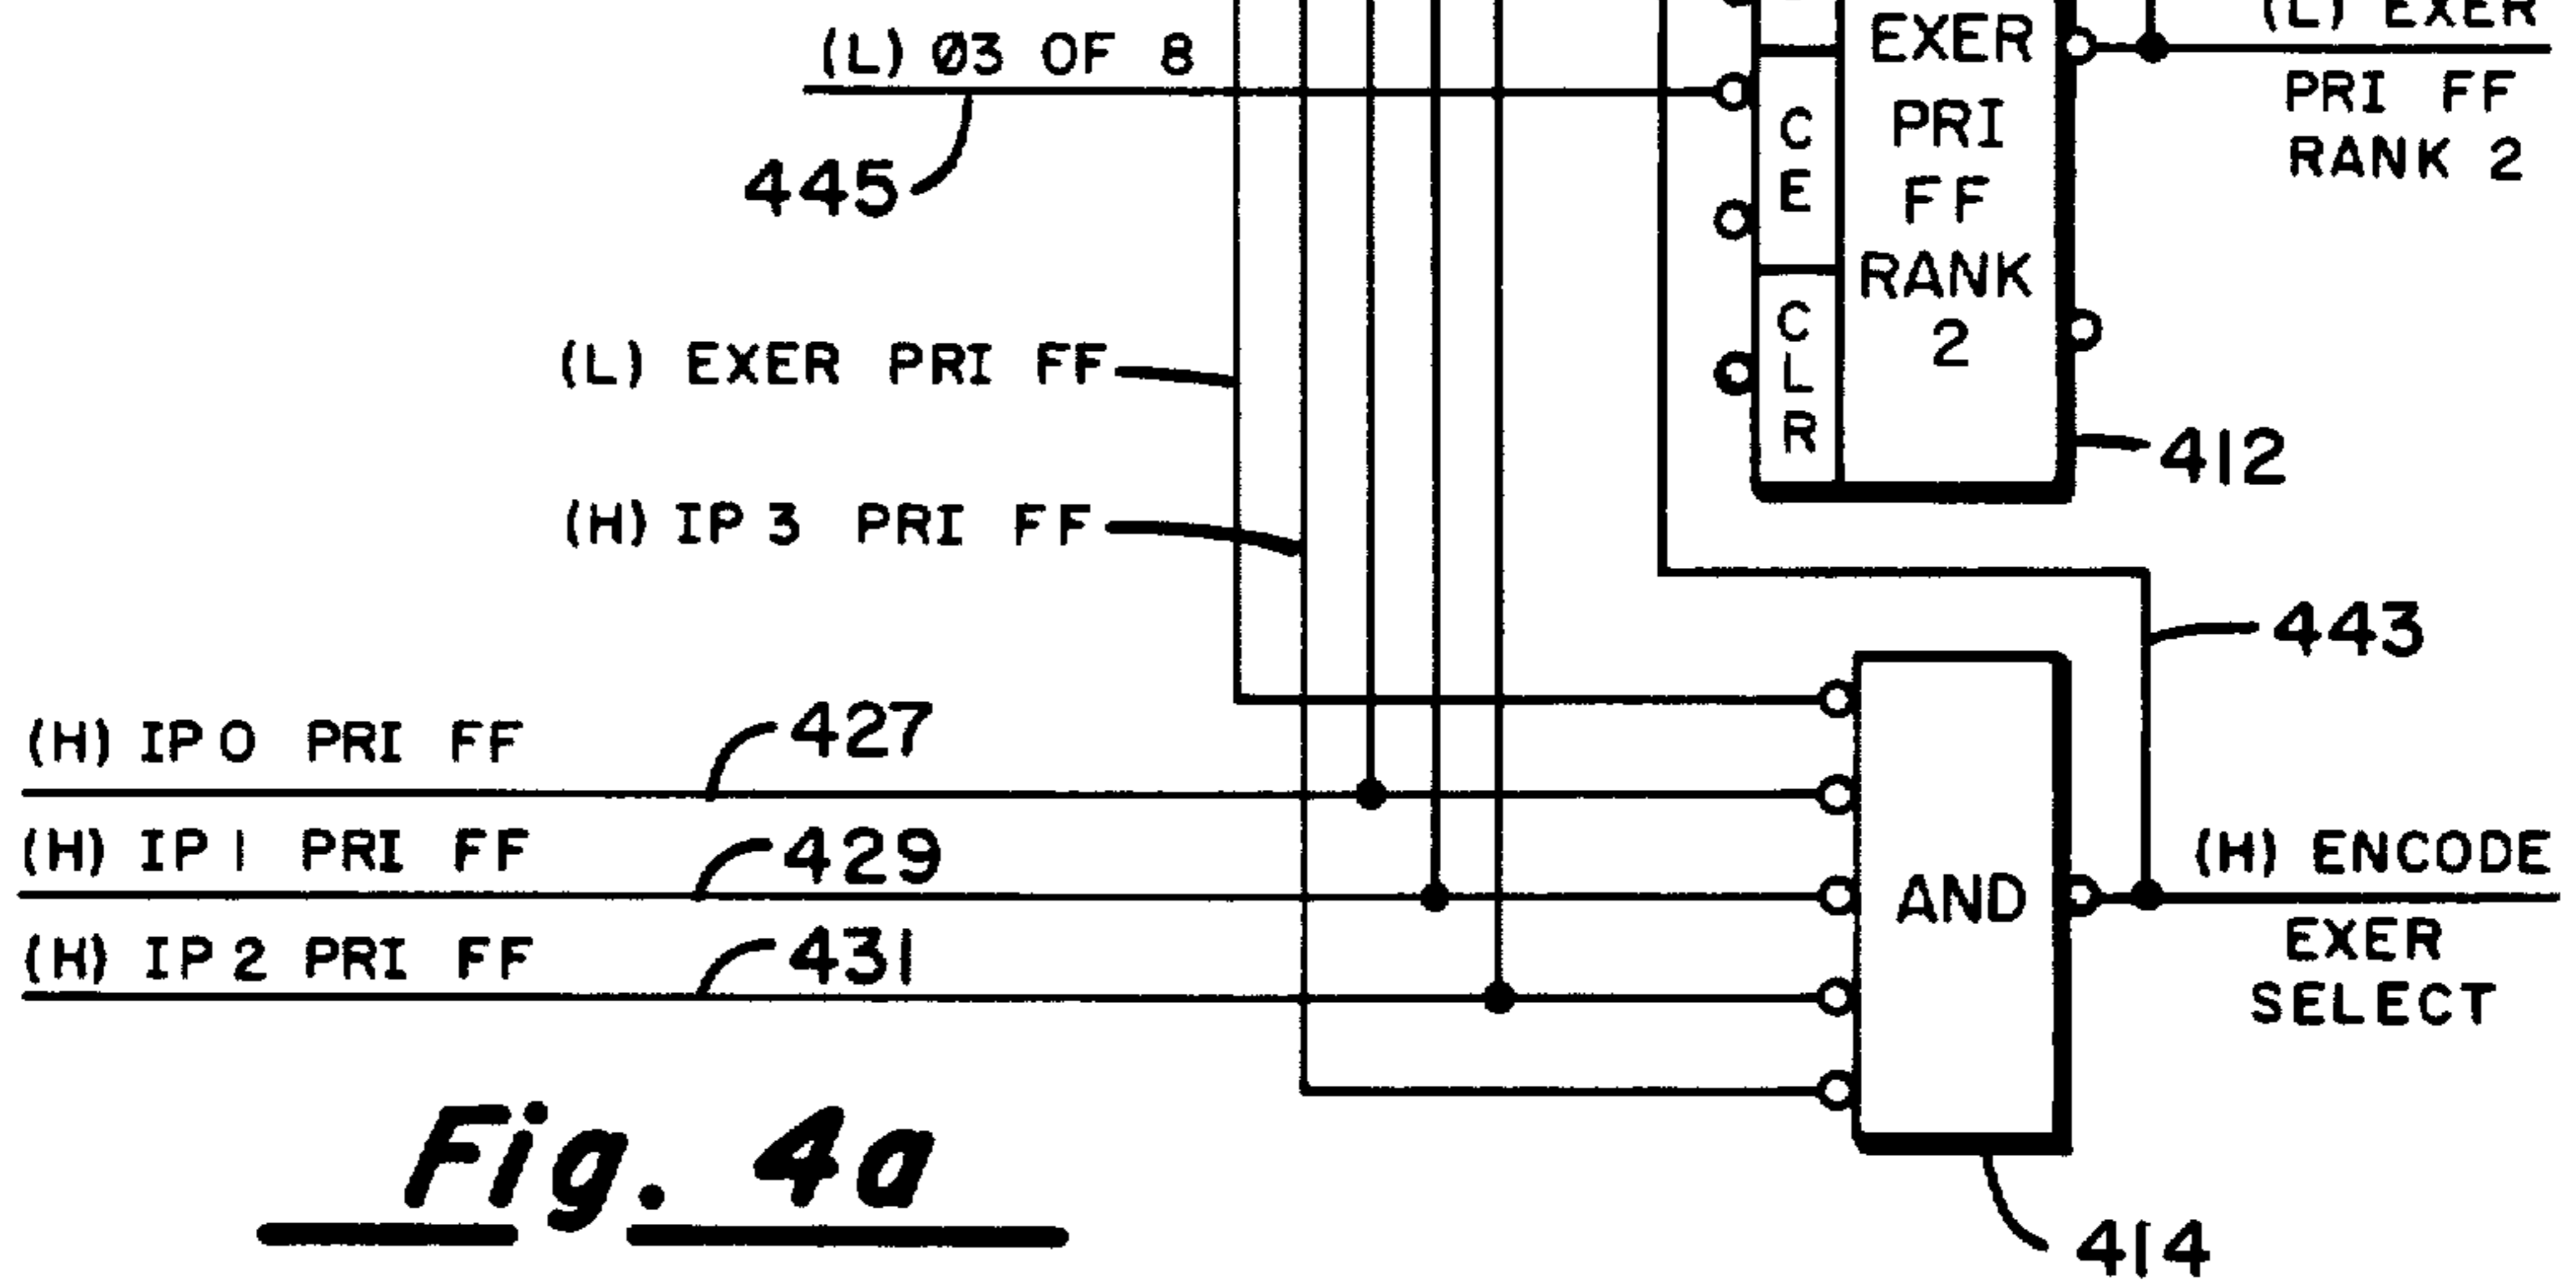 (L) Ø3 OF 8
445
(L) EXER PRI FF
(H) IP 3 PRI FF
EXER
PRI
FF
RANK
2
CE
CLR
(L) EXER
PRI FF
RANK 2
412
443
(H) IP 0 PRI FF
427
(H) IP 1 PRI FF
429
(H) IP 2 PRI FF
431
AND
(H) ENCODE
EXER
SELECT
414
Fig. 4a